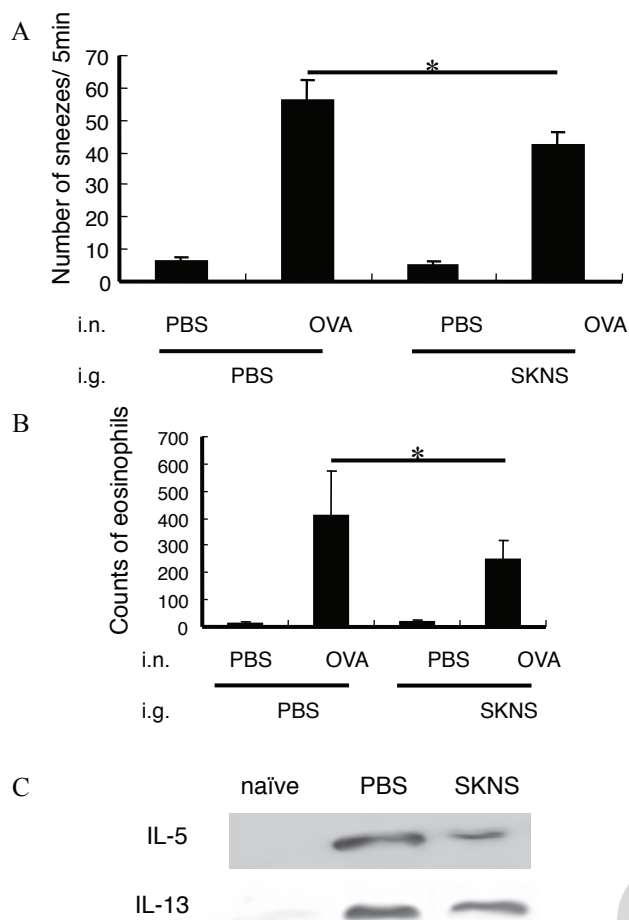 A
Number of sneezes/ 5min
70
60
50
40
30
20
10
0
*
i.n. PBS OVA PBS OVA
i.g. PBS SKNS
B
Counts of eosinophils
700
600
500
400
300
200
100
0
*
i.n. PBS OVA PBS OVA
i.g. PBS SKNS
C
naïve PBS SKNS
IL-5
IL-13